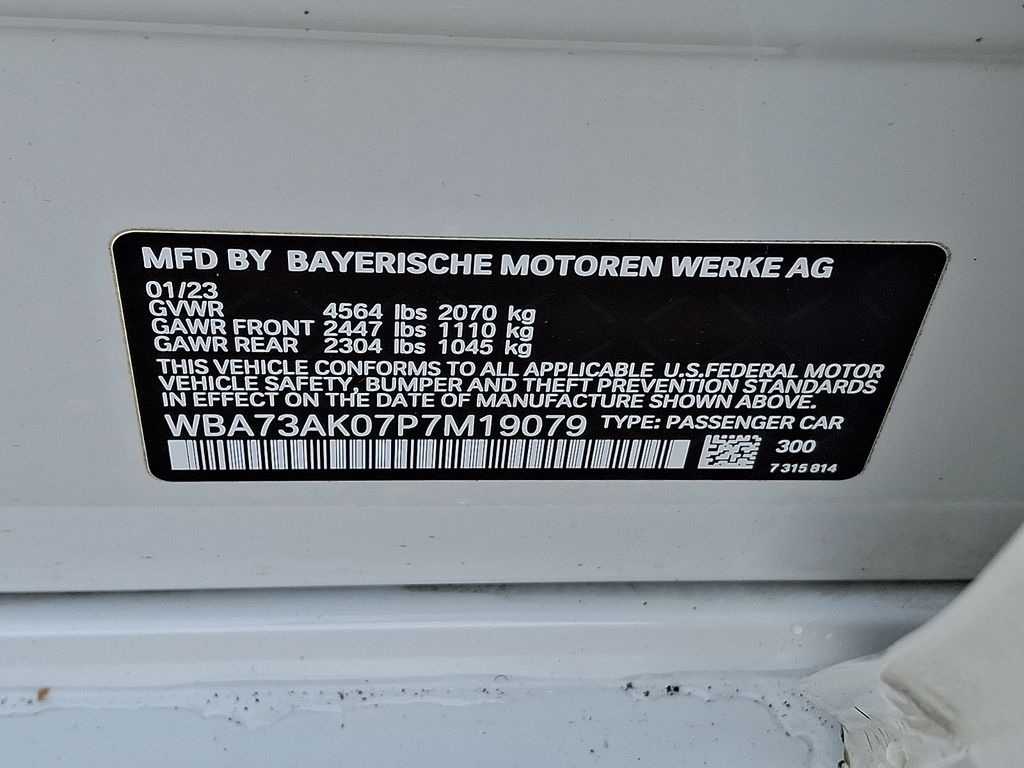 MFD BY BAYERISCHE MOTOREN WERKE AG
01/23
GVWR 4564 lbs 2070 kg
GAWR FRONT 2447 lbs 1110 kg
GAWR REAR 2304 lbs 1045 kg
THIS VEHICLE CONFORMS TO ALL APPLICABLE U.S.FEDERAL MOTOR
VEHICLE SAFETY, BUMPER AND THEFT PREVENTION STANDARDS
IN EFFECT ON THE DATE OF MANUFACTURE SHOWN ABOVE.
WBA73AK07P7M19079 TYPE: PASSENGER CAR
300
7 315 814